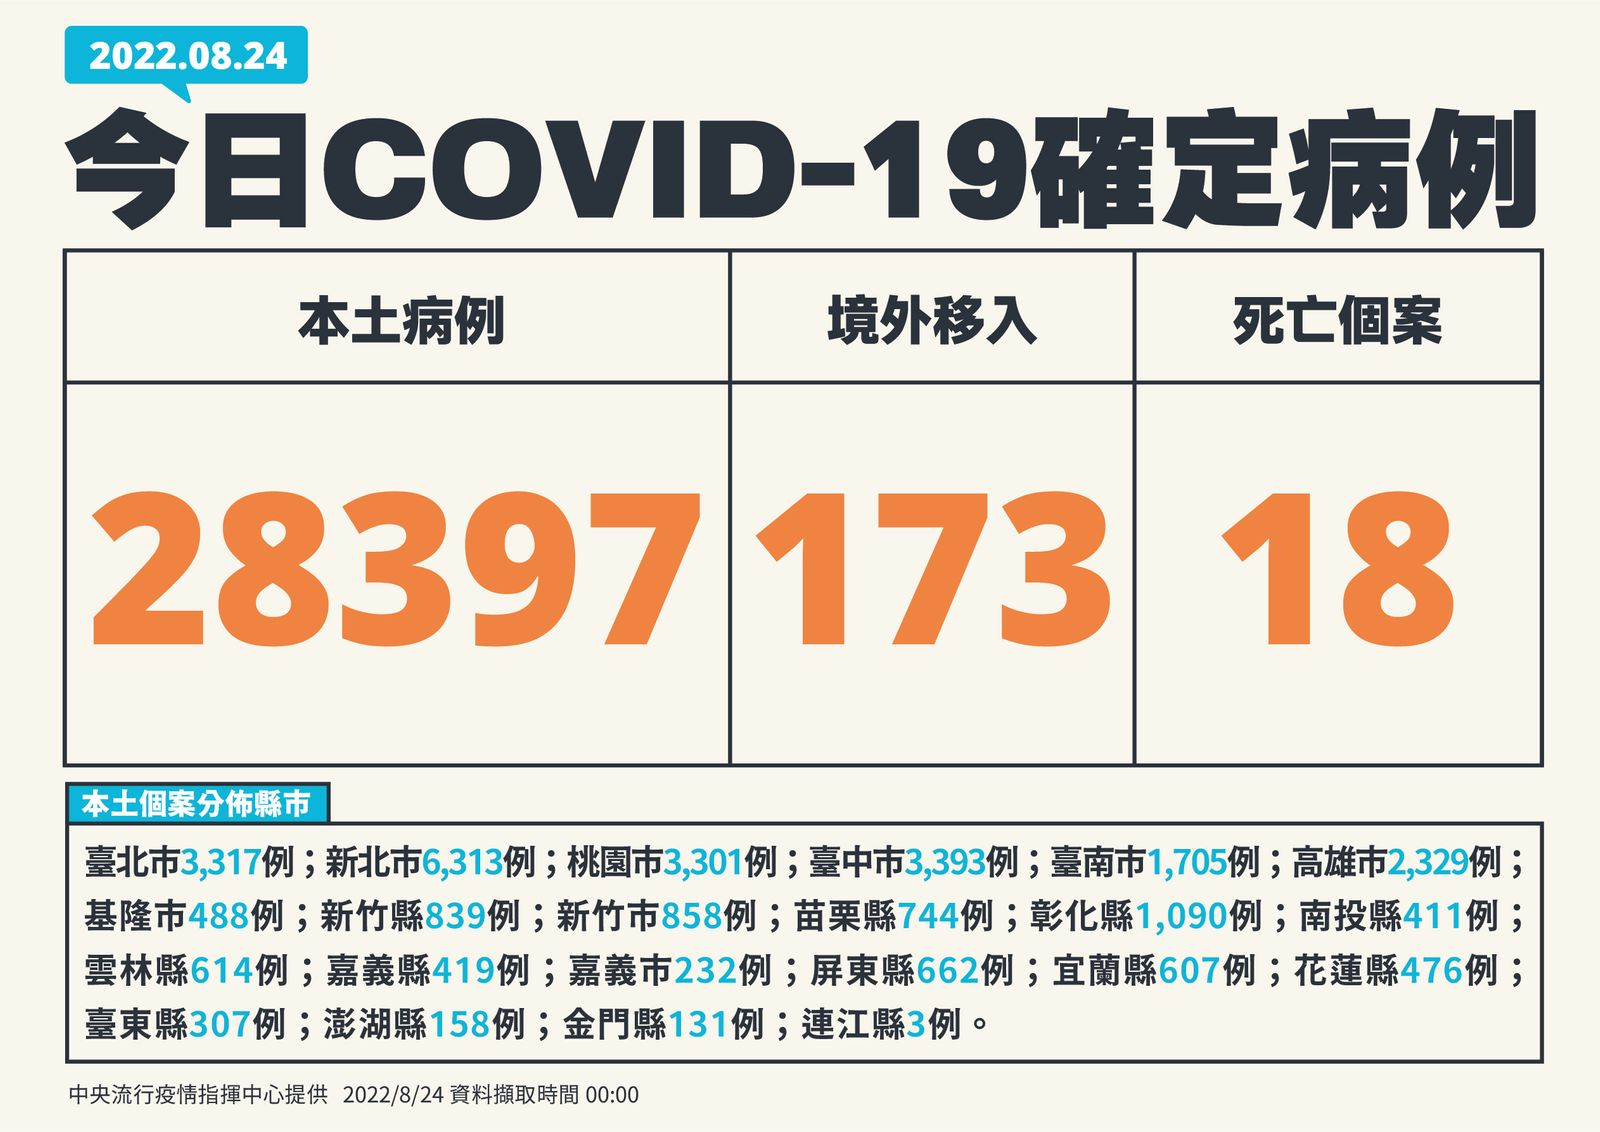 2022.08.24
今日COVID-19確定病例
本土病例
境外移入
死亡個案
28397
173
18
本土個案分佈縣市
臺北市3,317例；新北市6,313例；桃園市3,301例；臺中市3,393例；臺南市1,705例；高雄市2,329例；
基隆市488例；新竹縣839例；新竹市858例；苗栗縣744例；彰化縣1,090例；南投縣411例；
雲林縣614例；嘉義縣419例；嘉義市232例；屏東縣662例；宜蘭縣607例；花蓮縣476例；
臺東縣307例；澎湖縣158例；金門縣131例；連江縣3例。
中央流行疫情指揮中心提供 2022/8/24 資料擷取時間 00:00